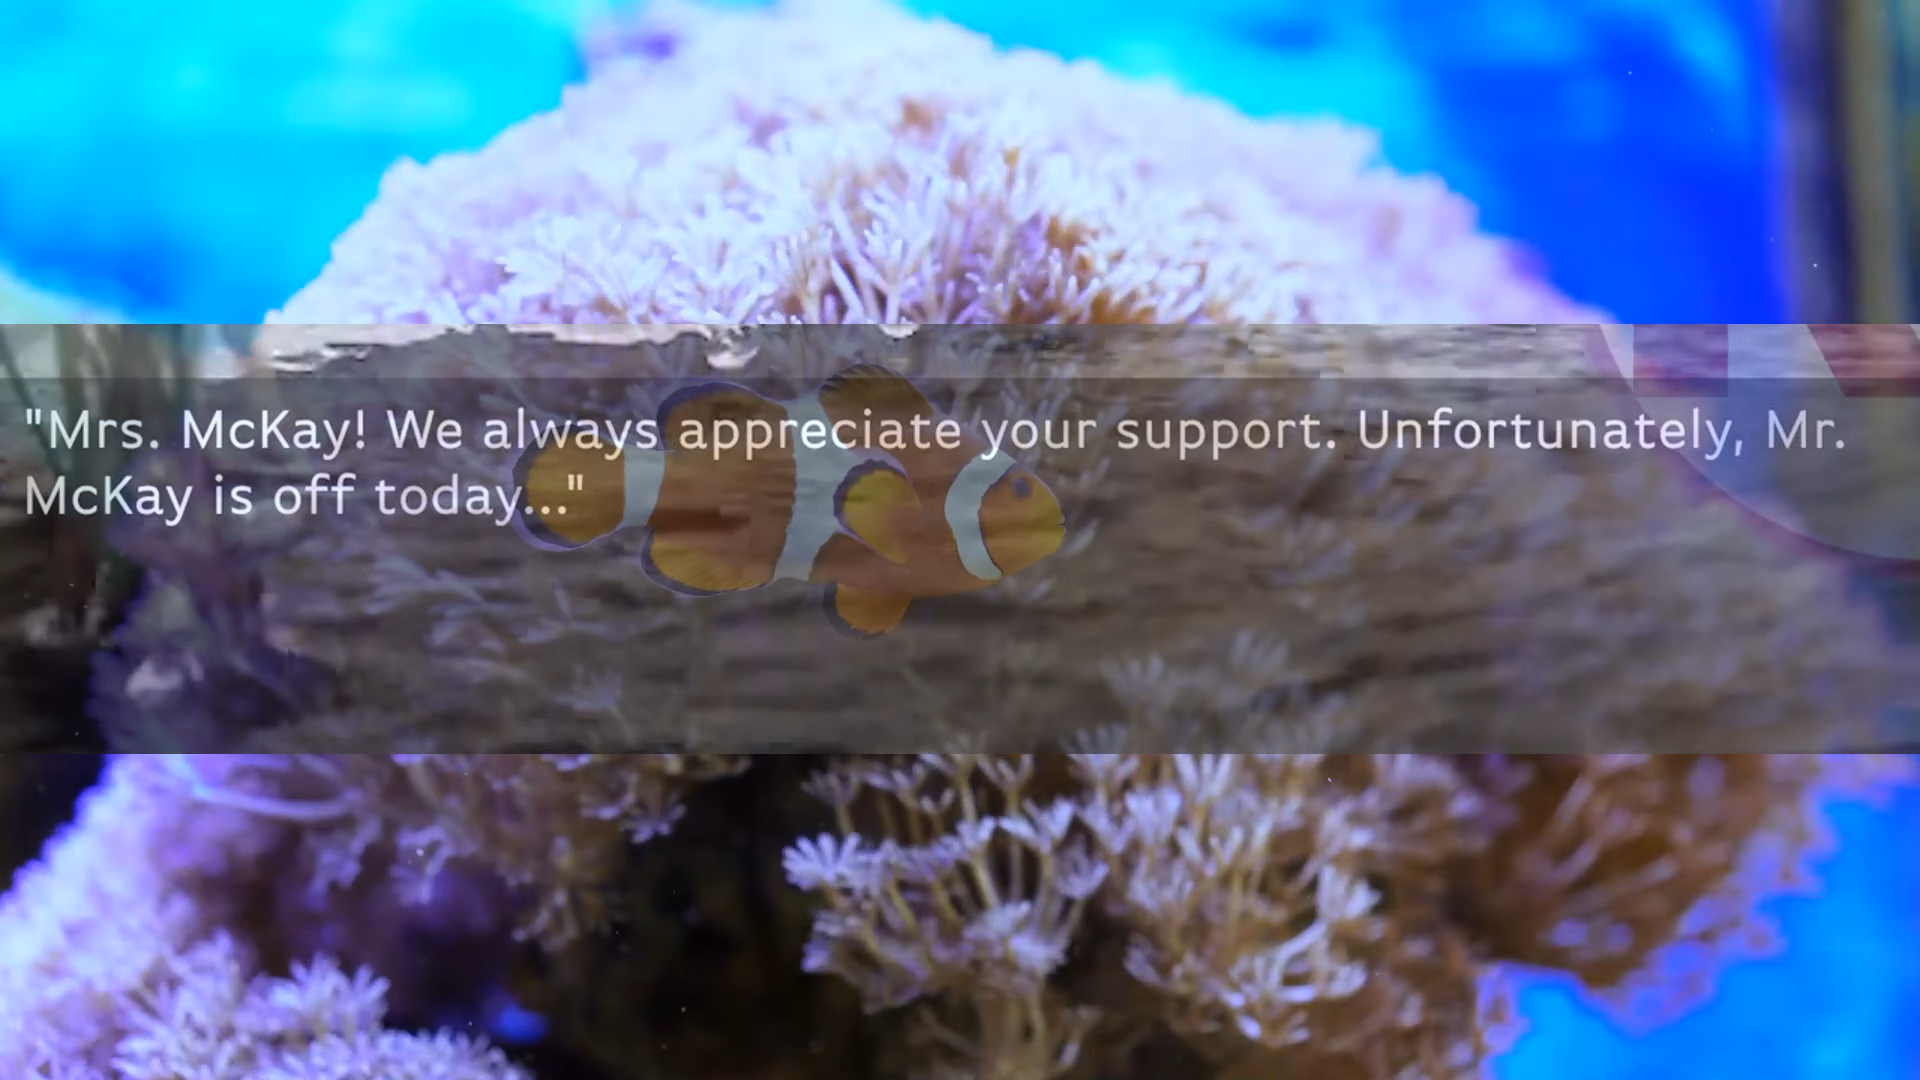 "Mrs. McKay! We always appreciate your support. Unfortunately, Mr.
McKay is off today..."